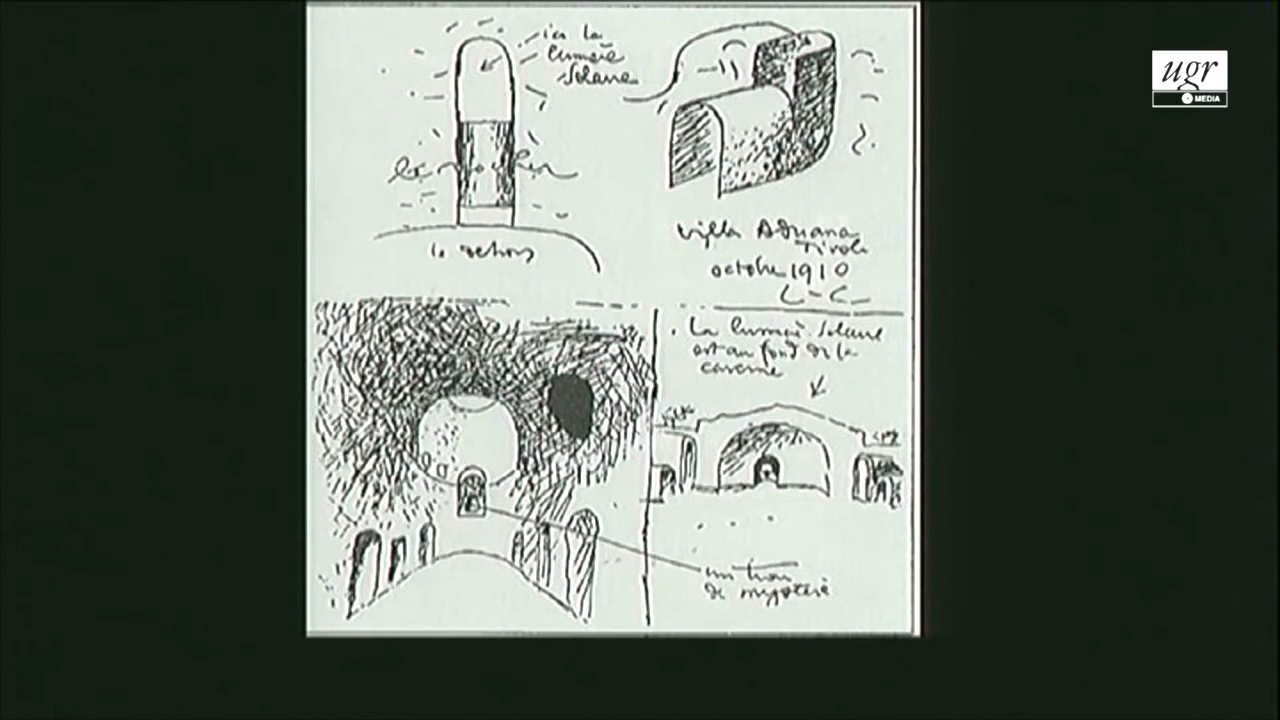 ici la
lumière
solaire
le rocher
le dehors
villa Adriana
Tivoli
octobre 1910
L-C
La lumière solaire
est au fond de la
caverne
un trou
de mystère
ugr
MEDIA